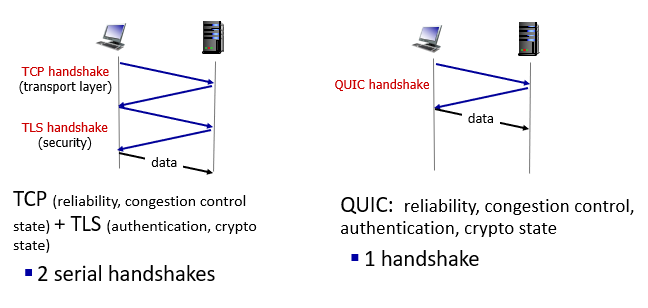 TCP handshake
(transport layer)
TLS handshake
(security)
data
TCP (reliability, congestion control
state) + TLS (authentication, crypto
state)
▪ 2 serial handshakes
QUIC handshake
data
QUIC: reliability, congestion control,
authentication, crypto state
▪ 1 handshake